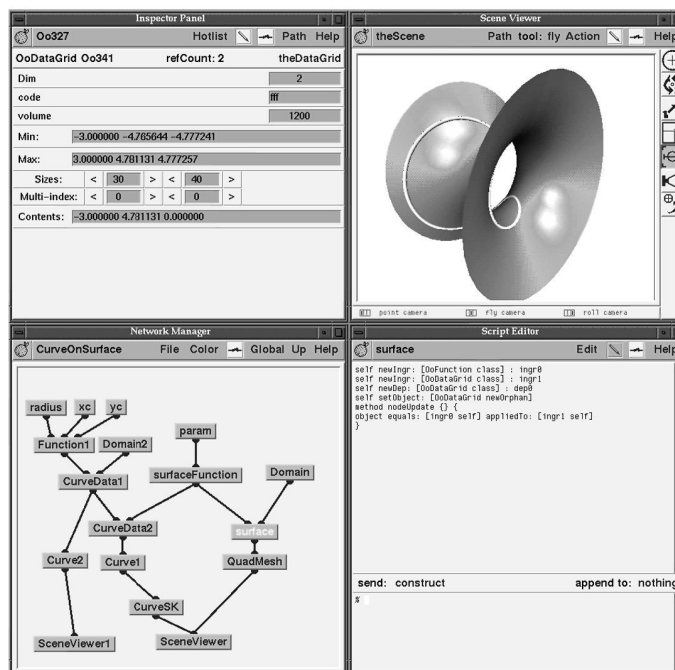 Inspector Panel
Oo327 Hotlist Path Help
OoDataGrid Oo341 refCount: 2 theDataGrid
Dim 2
code fff
volume 1200
Min: -3.000000 -4.765644 -4.777241
Max: 3.000000 4.781131 4.777257
Sizes: < 30 > < 40 >
Multi-index: < 0 > < 0 >
Contents: -3.000000 4.781131 0.000000
Scene Viewer
theScene Path tool: fly Action Help
point camera fly camera roll camera
Network Manager
CurveOnSurface File Color Global Up Help
radius xc yc
param
Function1 Domain2
surfaceFunction Domain
CurveData1
CurveData2 surface
Curve2 Curve1 QuadMesh
CurveSK
SceneViewer1 SceneViewer
Script Editor
surface Edit Help
self newIngr: [OoFunction class] : ingr0
self newIngr: [OoDataGrid class] : ingr1
self newDep: [OoDataGrid class] : dep0
self setObject: [OoDataGrid newOrphan]
method nodeUpdate {} {
object equals: [ingr0 self] appliedTo: [ingr1 self]
}
send: construct append to: nothing
%